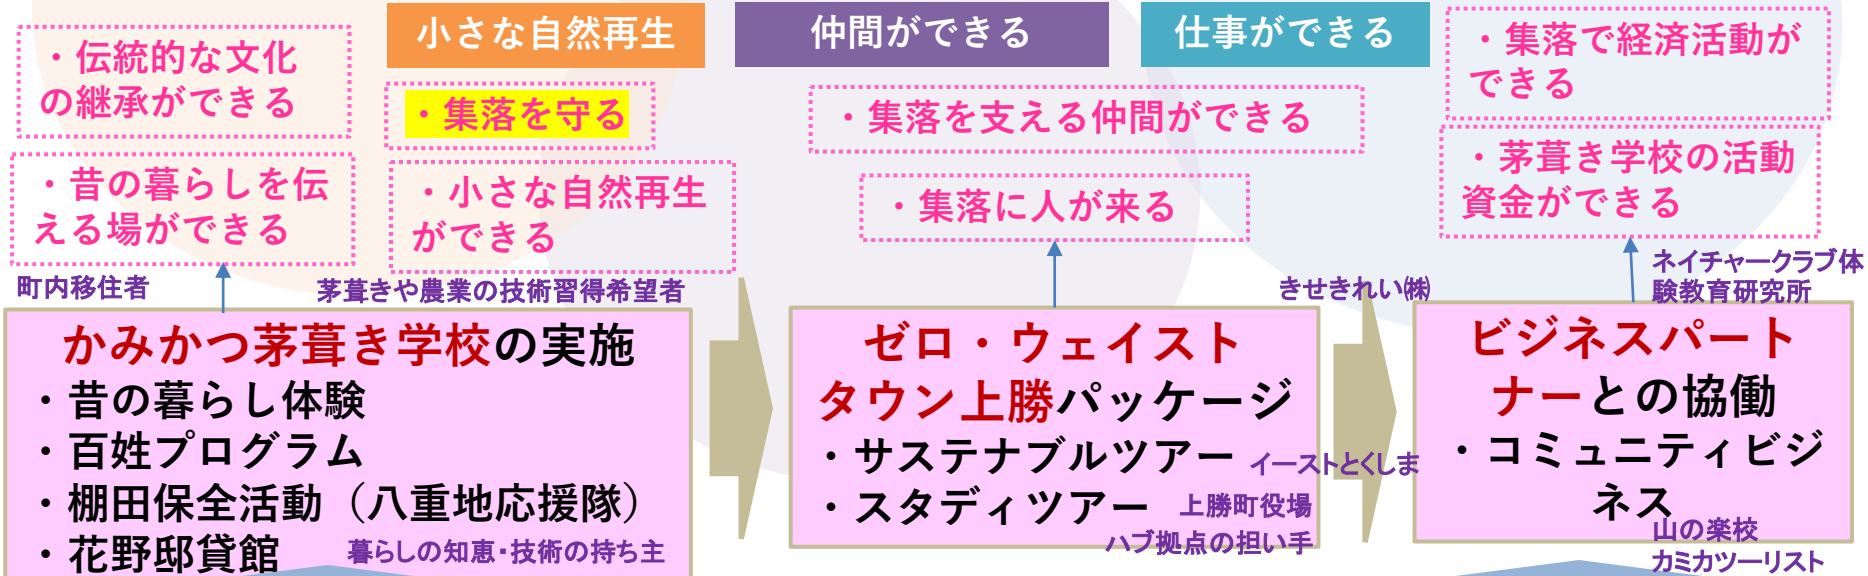 小さな自然再生
仲間ができる
仕事ができる
・伝統的な文化
の継承ができる
・集落を守る
・集落を支える仲間ができる
・集落で経済活動が
できる
・昔の暮らしを伝
える場ができる
・小さな自然再生
ができる
・集落に人が来る
・茅葺き学校の活動
資金ができる
町内移住者
茅葺きや農業の技術習得希望者
きせきれい㈱
ネイチャークラブ体
験教育研究所
かみかつ茅葺き学校の実施
・昔の暮らし体験
・百姓プログラム
・棚田保全活動（八重地応援隊）
・花野邸貸館
暮らしの知恵・技術の持ち主
ゼロ・ウェイスト
タウン上勝パッケージ
・サステナブルツアー
イーストとくしま
・スタディツアー
上勝町役場
ハブ拠点の担い手
ビジネスパート
ナーとの協働
・コミュニティビジ
ネス
山の楽校
カミカツーリスト